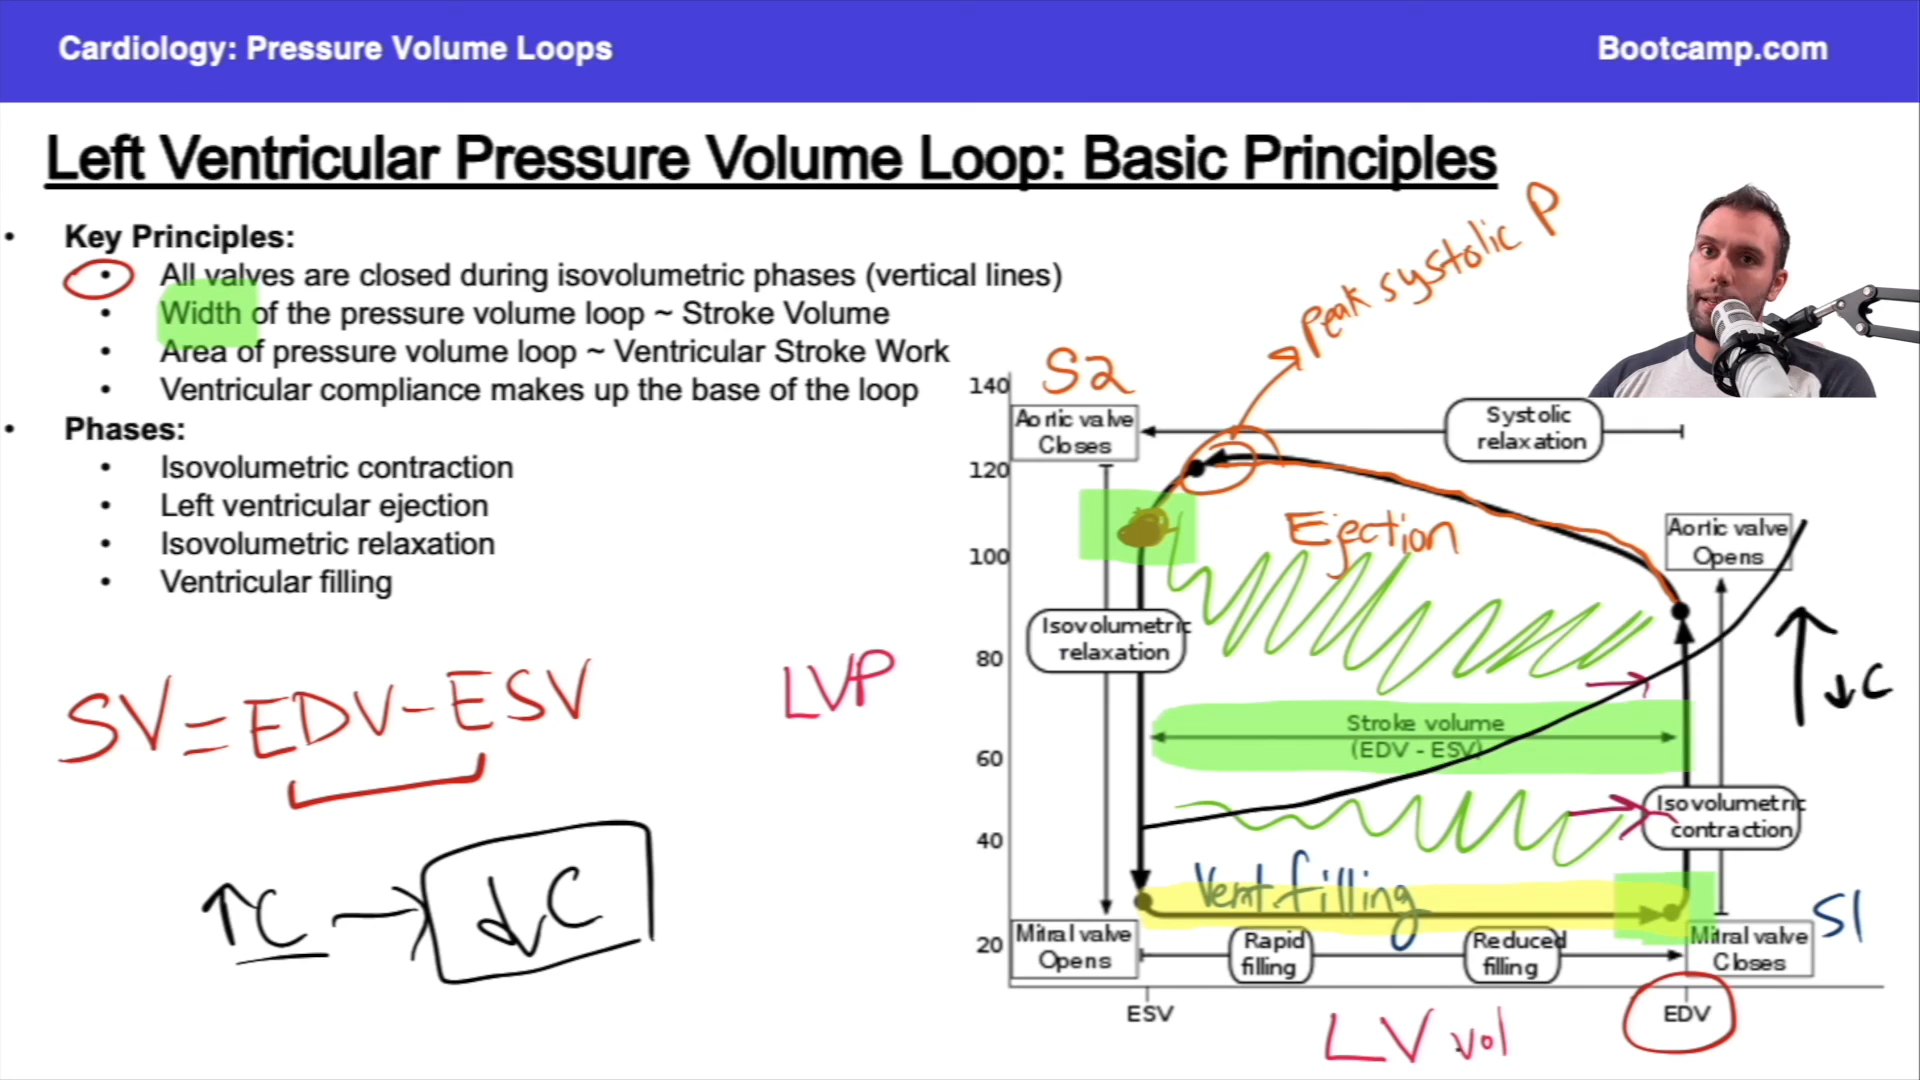 Cardiology: Pressure Volume Loops
Bootcamp.com
Left Ventricular Pressure Volume Loop: Basic Principles
• Key Principles:
• All valves are closed during isovolumetric phases (vertical lines)
• Width of the pressure volume loop ~ Stroke Volume
• Area of pressure volume loop ~ Ventricular Stroke Work
• Ventricular compliance makes up the base of the loop
• Phases:
• Isovolumetric contraction
• Left ventricular ejection
• Isovolumetric relaxation
• Ventricular filling
SV=EDV-ESV
↑C → ↓C
LVP
peak systolic P
S2
140
120
100
80
60
40
20
Aortic valve
Closes
Systolic
relaxation
Ejection
Aortic valve
Opens
Isovolumetric
relaxation
↑ ↓C
Stroke volume
(EDV - ESV)
Isovolumetric
contraction
Vent filling
S1
Mitral valve
Opens
Rapid
filling
Reduced
filling
Mitral valve
Closes
ESV
EDV
LV vol